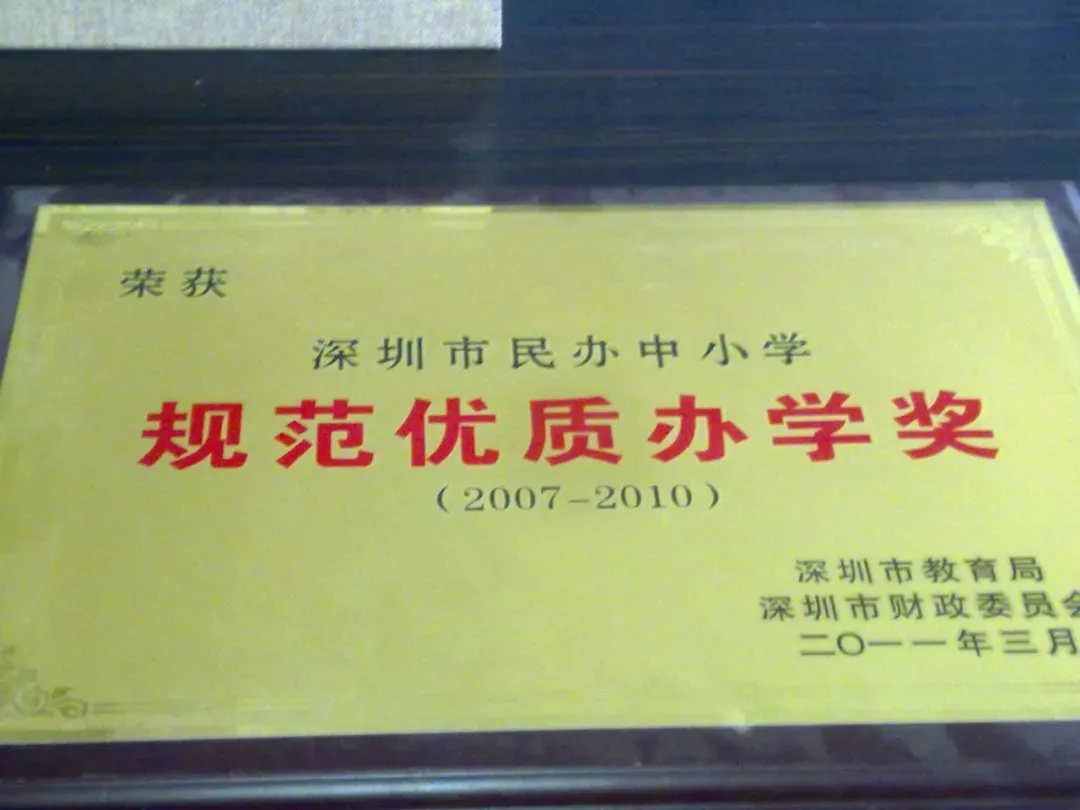 荣获
深圳市民办中小学
规范优质办学奖
（2007-2010）
深圳市教育局
深圳市财政委员会
二〇一一年三月